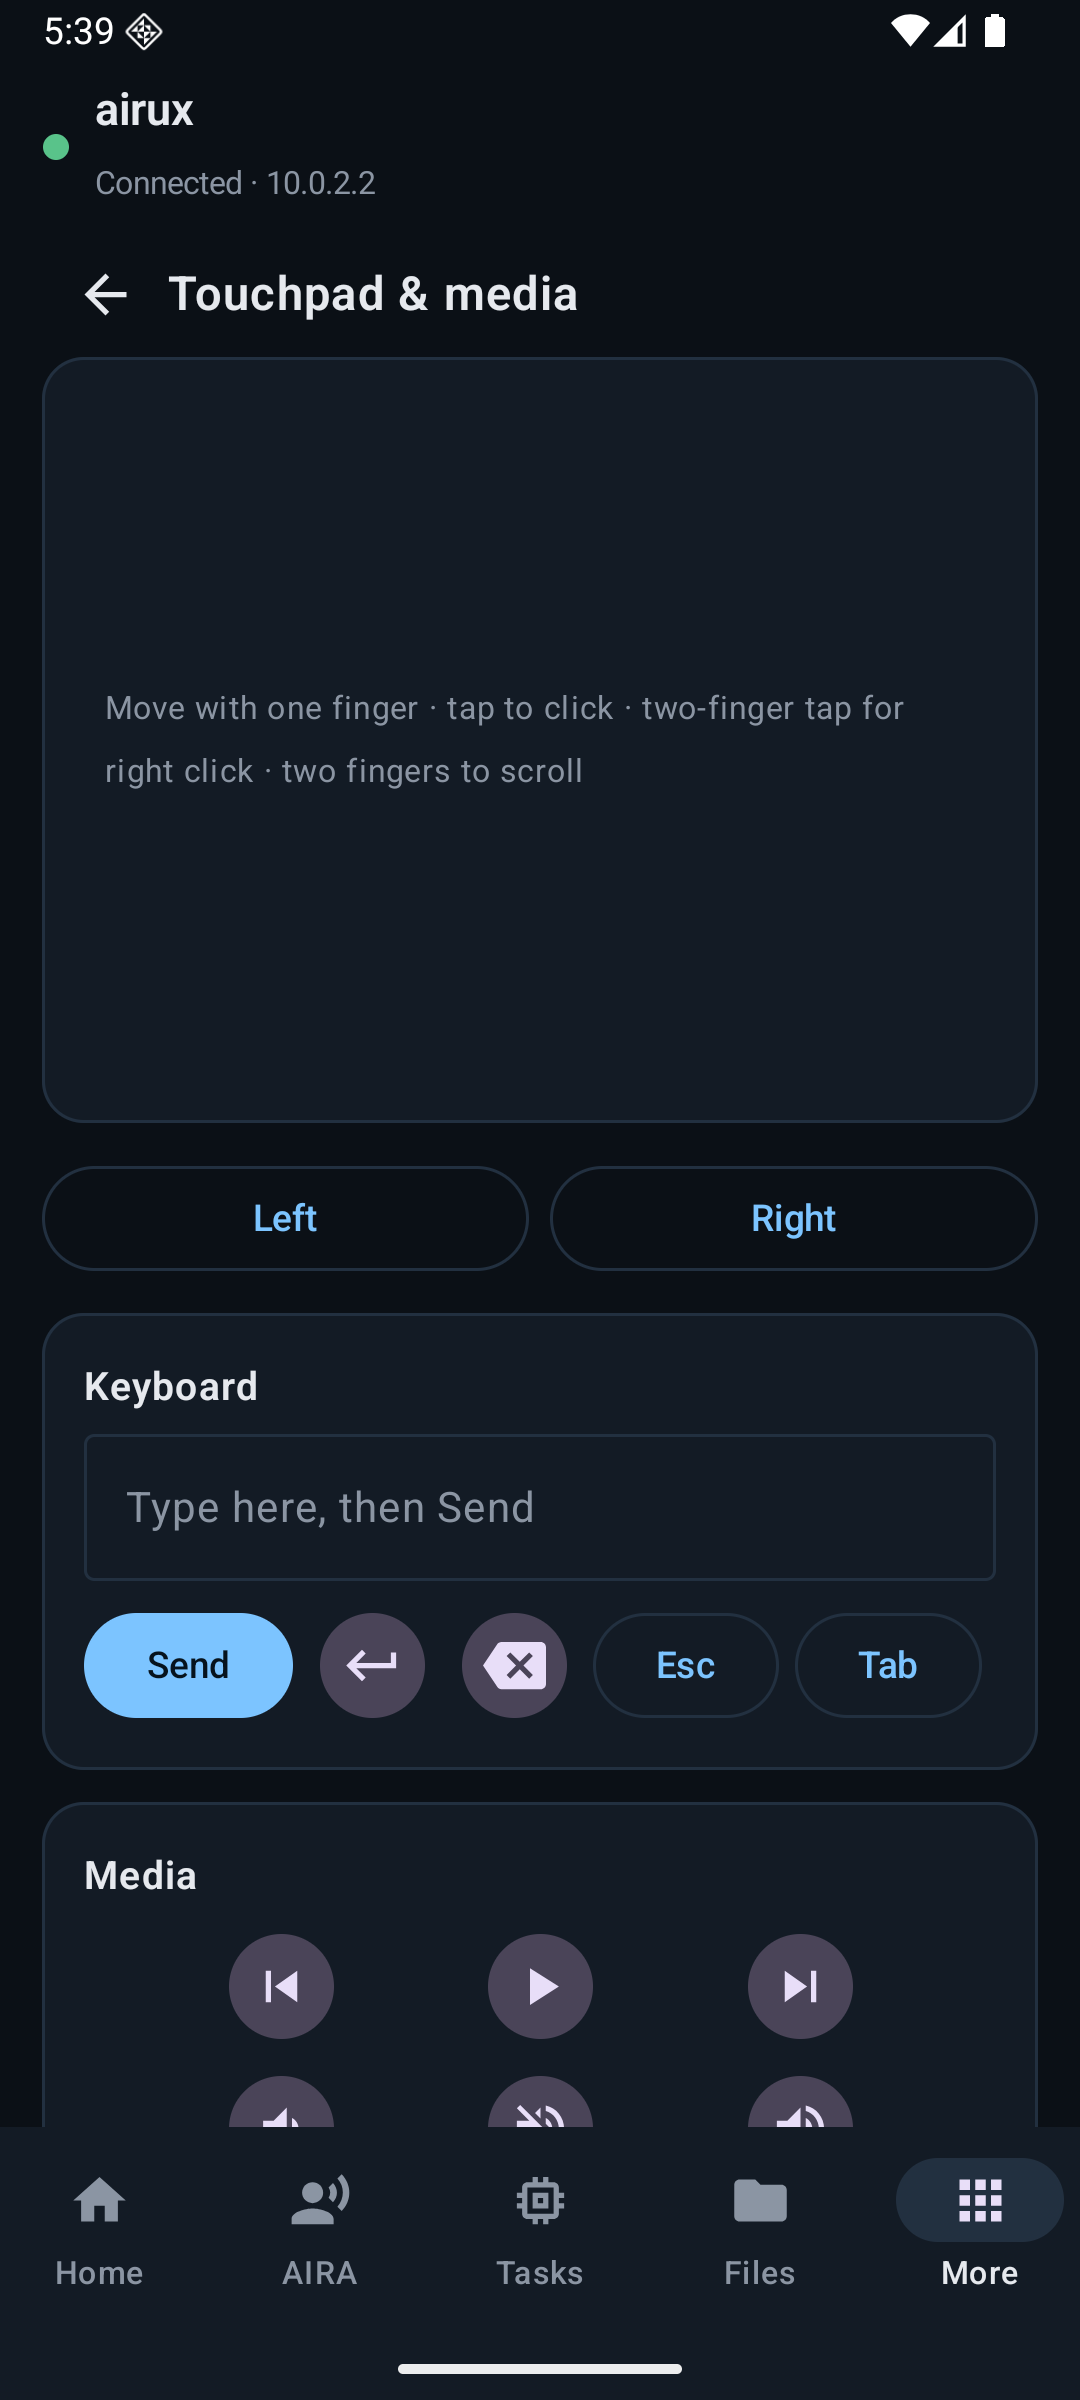 5:39
airux
Connected · 10.0.2.2
Touchpad & media
Move with one finger · tap to click · two-finger tap for
right click · two fingers to scroll
Left
Right
Keyboard
Type here, then Send
Send
Esc
Tab
Media
Home
AIRA
Tasks
Files
More